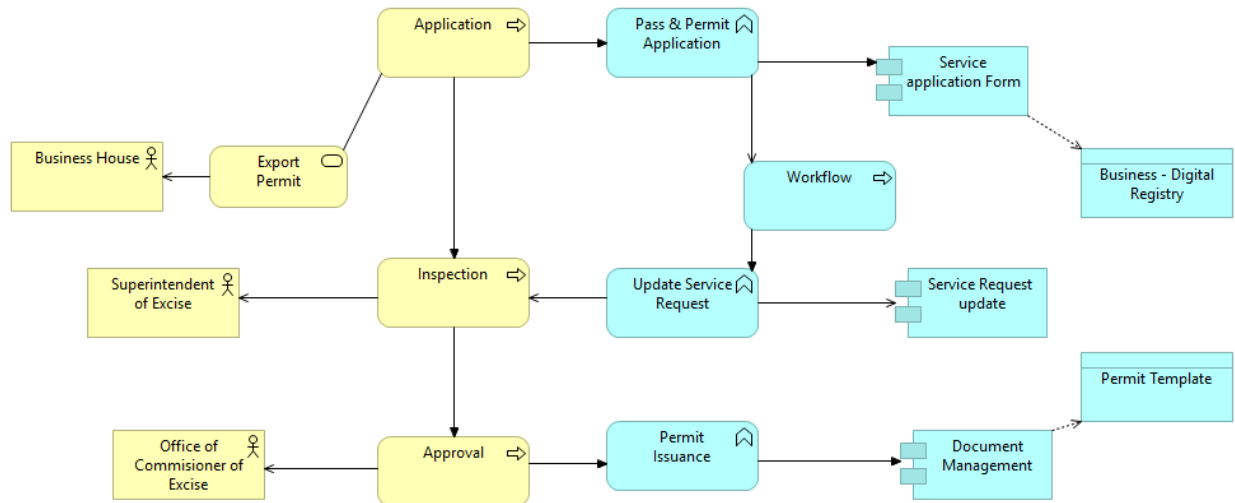 Application
Pass & Permit
Application
Service
application Form
Business House
Export
Permit
Workflow
Business - Digital
Registry
Superintendent
of Excise
Inspection
Update Service
Request
Service Request
update
Permit Template
Office of
Commisioner of
Excise
Approval
Permit
Issuance
Document
Management